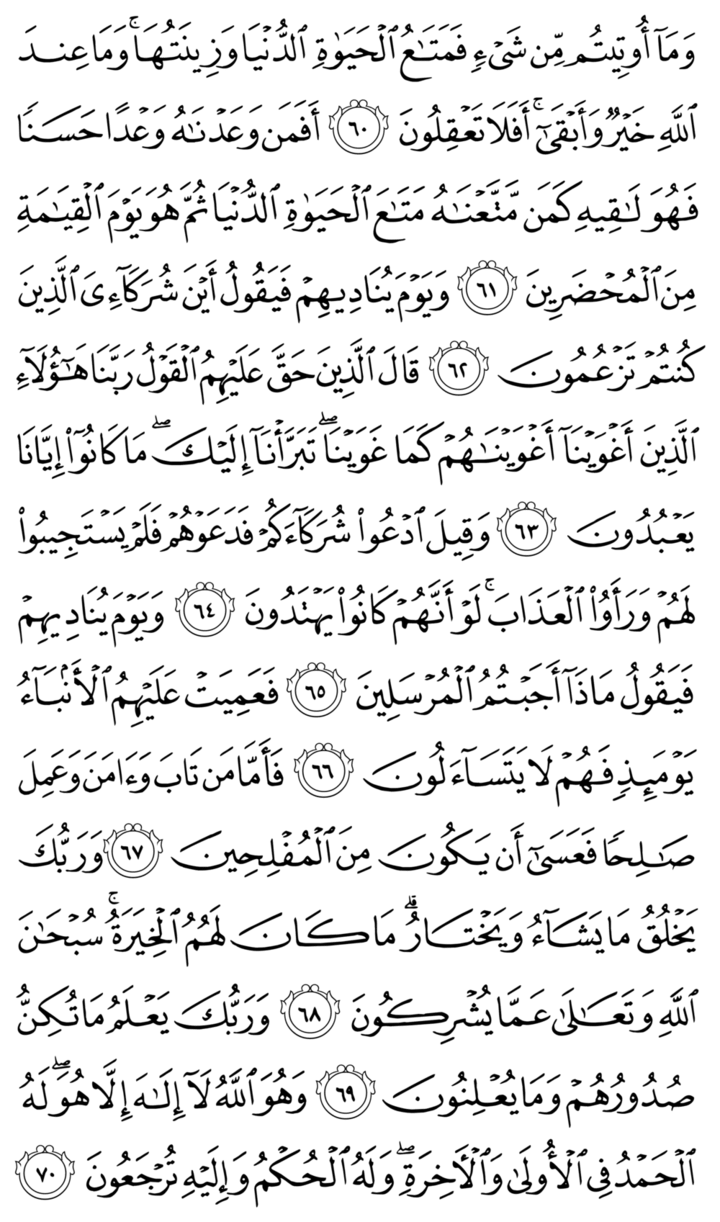 وَمَآ أُوتِيتُم مِّن شَىْءٍ فَمَتَـٰعُ ٱلْحَيَوٰةِ ٱلدُّنْيَا وَزِينَتُهَا ۚ وَمَا عِندَ
ٱللَّهِ خَيْرٌ وَأَبْقَىٰٓ ۚ أَفَلَا تَعْقِلُونَ ٦٠ أَفَمَن وَعَدْنَـٰهُ وَعْدًا حَسَنًا
فَهُوَ لَـٰقِيهِ كَمَن مَّتَّعْنَـٰهُ مَتَـٰعَ ٱلْحَيَوٰةِ ٱلدُّنْيَا ثُمَّ هُوَ يَوْمَ ٱلْقِيَـٰمَةِ
مِنَ ٱلْمُحْضَرِينَ ٦١ وَيَوْمَ يُنَادِيهِمْ فَيَقُولُ أَيْنَ شُرَكَآءِىَ ٱلَّذِينَ
كُنتُمْ تَزْعُمُونَ ٦٢ قَالَ ٱلَّذِينَ حَقَّ عَلَيْهِمُ ٱلْقَوْلُ رَبَّنَا هَـٰٓؤُلَآءِ
ٱلَّذِينَ أَغْوَيْنَآ أَغْوَيْنَـٰهُمْ كَمَا غَوَيْنَا ۖ تَبَرَّأْنَآ إِلَيْكَ ۖ مَا كَانُوٓا۟ إِيَّانَا
يَعْبُدُونَ ٦٣ وَقِيلَ ٱدْعُوا۟ شُرَكَآءَكُمْ فَدَعَوْهُمْ فَلَمْ يَسْتَجِيبُوا۟
لَهُمْ وَرَأَوُا۟ ٱلْعَذَابَ ۚ لَوْ أَنَّهُمْ كَانُوا۟ يَهْتَدُونَ ٦٤ وَيَوْمَ يُنَادِيهِمْ
فَيَقُولُ مَاذَآ أَجَبْتُمُ ٱلْمُرْسَلِينَ ٦٥ فَعَمِيَتْ عَلَيْهِمُ ٱلْأَنۢبَآءُ
يَوْمَئِذٍ فَهُمْ لَا يَتَسَآءَلُونَ ٦٦ فَأَمَّا مَن تَابَ وَءَامَنَ وَعَمِلَ
صَـٰلِحًا فَعَسَىٰٓ أَن يَكُونَ مِنَ ٱلْمُفْلِحِينَ ٦٧ وَرَبُّكَ
يَخْلُقُ مَا يَشَآءُ وَيَخْتَارُ ۗ مَا كَانَ لَهُمُ ٱلْخِيَرَةُ ۚ سُبْحَـٰنَ
ٱللَّهِ وَتَعَـٰلَىٰ عَمَّا يُشْرِكُونَ ٦٨ وَرَبُّكَ يَعْلَمُ مَا تُكِنُّ
صُدُورُهُمْ وَمَا يُعْلِنُونَ ٦٩ وَهُوَ ٱللَّهُ لَآ إِلَـٰهَ إِلَّا هُوَ ۖ لَهُ
ٱلْحَمْدُ فِى ٱلْأُولَىٰ وَٱلْـَٔاخِرَةِ ۖ وَلَهُ ٱلْحُكْمُ وَإِلَيْهِ تُرْجَعُونَ ٧٠